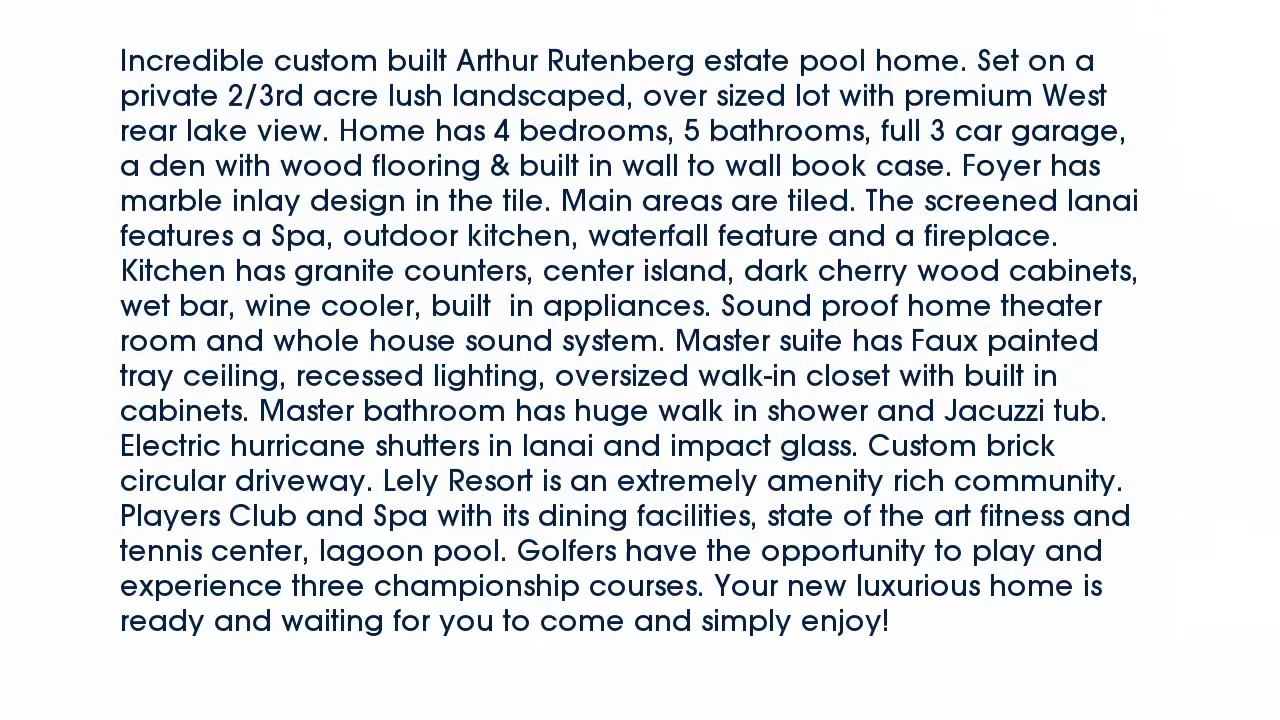 Incredible custom built Arthur Rutenberg estate pool home. Set on a
private 2/3rd acre lush landscaped, over sized lot with premium West
rear lake view. Home has 4 bedrooms, 5 bathrooms, full 3 car garage,
a den with wood flooring & built in wall to wall book case. Foyer has
marble inlay design in the tile. Main areas are tiled. The screened lanai
features a Spa, outdoor kitchen, waterfall feature and a fireplace.
Kitchen has granite counters, center island, dark cherry wood cabinets,
wet bar, wine cooler, built  in appliances. Sound proof home theater
room and whole house sound system. Master suite has Faux painted
tray ceiling, recessed lighting, oversized walk-in closet with built in
cabinets. Master bathroom has huge walk in shower and Jacuzzi tub.
Electric hurricane shutters in lanai and impact glass. Custom brick
circular driveway. Lely Resort is an extremely amenity rich community.
Players Club and Spa with its dining facilities, state of the art fitness and
tennis center, lagoon pool. Golfers have the opportunity to play and
experience three championship courses. Your new luxurious home is
ready and waiting for you to come and simply enjoy!